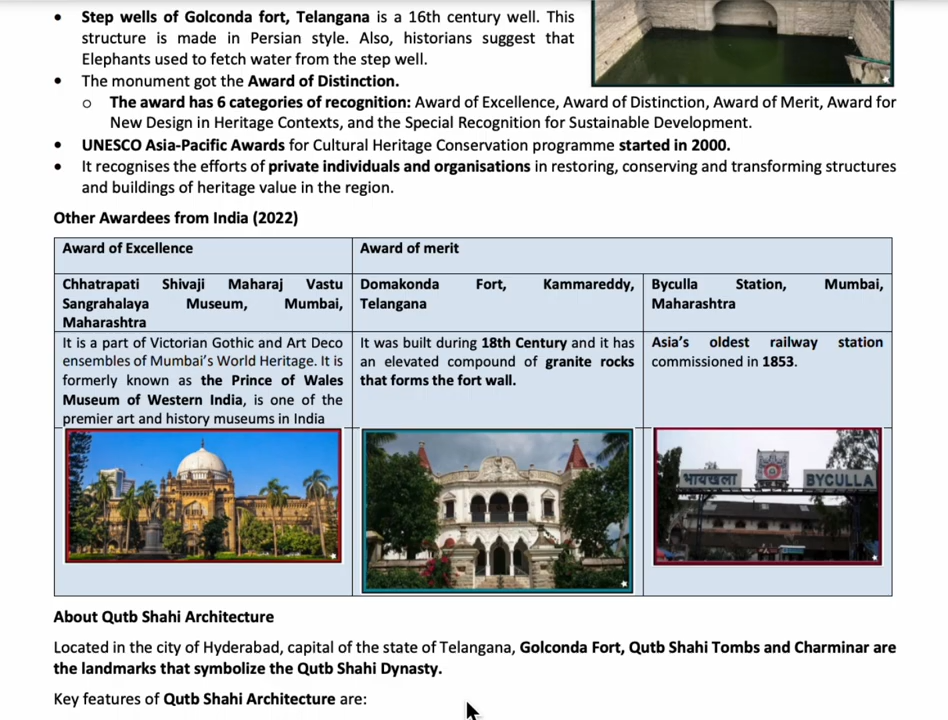 • Step wells of Golconda fort, Telangana is a 16th century well. This
structure is made in Persian style. Also, historians suggest that
Elephants used to fetch water from the step well.
• The monument got the Award of Distinction.
o The award has 6 categories of recognition: Award of Excellence, Award of Distinction, Award of Merit, Award for
New Design in Heritage Contexts, and the Special Recognition for Sustainable Development.
• UNESCO Asia-Pacific Awards for Cultural Heritage Conservation programme started in 2000.
• It recognises the efforts of private individuals and organisations in restoring, conserving and transforming structures
and buildings of heritage value in the region.
Other Awardees from India (2022)
Award of Excellence
Award of merit
Chhatrapati Shivaji Maharaj Vastu
Sangrahalaya Museum, Mumbai,
Maharashtra
Domakonda Fort, Kammareddy,
Telangana
Byculla Station, Mumbai,
Maharashtra
It is a part of Victorian Gothic and Art Deco
ensembles of Mumbai's World Heritage. It is
formerly known as the Prince of Wales
Museum of Western India, is one of the
premier art and history museums in India
It was built during 18th Century and it has
an elevated compound of granite rocks
that forms the fort wall.
Asia's oldest railway station
commissioned in 1853.
भायखला
BYCULLA
About Qutb Shahi Architecture
Located in the city of Hyderabad, capital of the state of Telangana, Golconda Fort, Qutb Shahi Tombs and Charminar are
the landmarks that symbolize the Qutb Shahi Dynasty.
Key features of Qutb Shahi Architecture are: